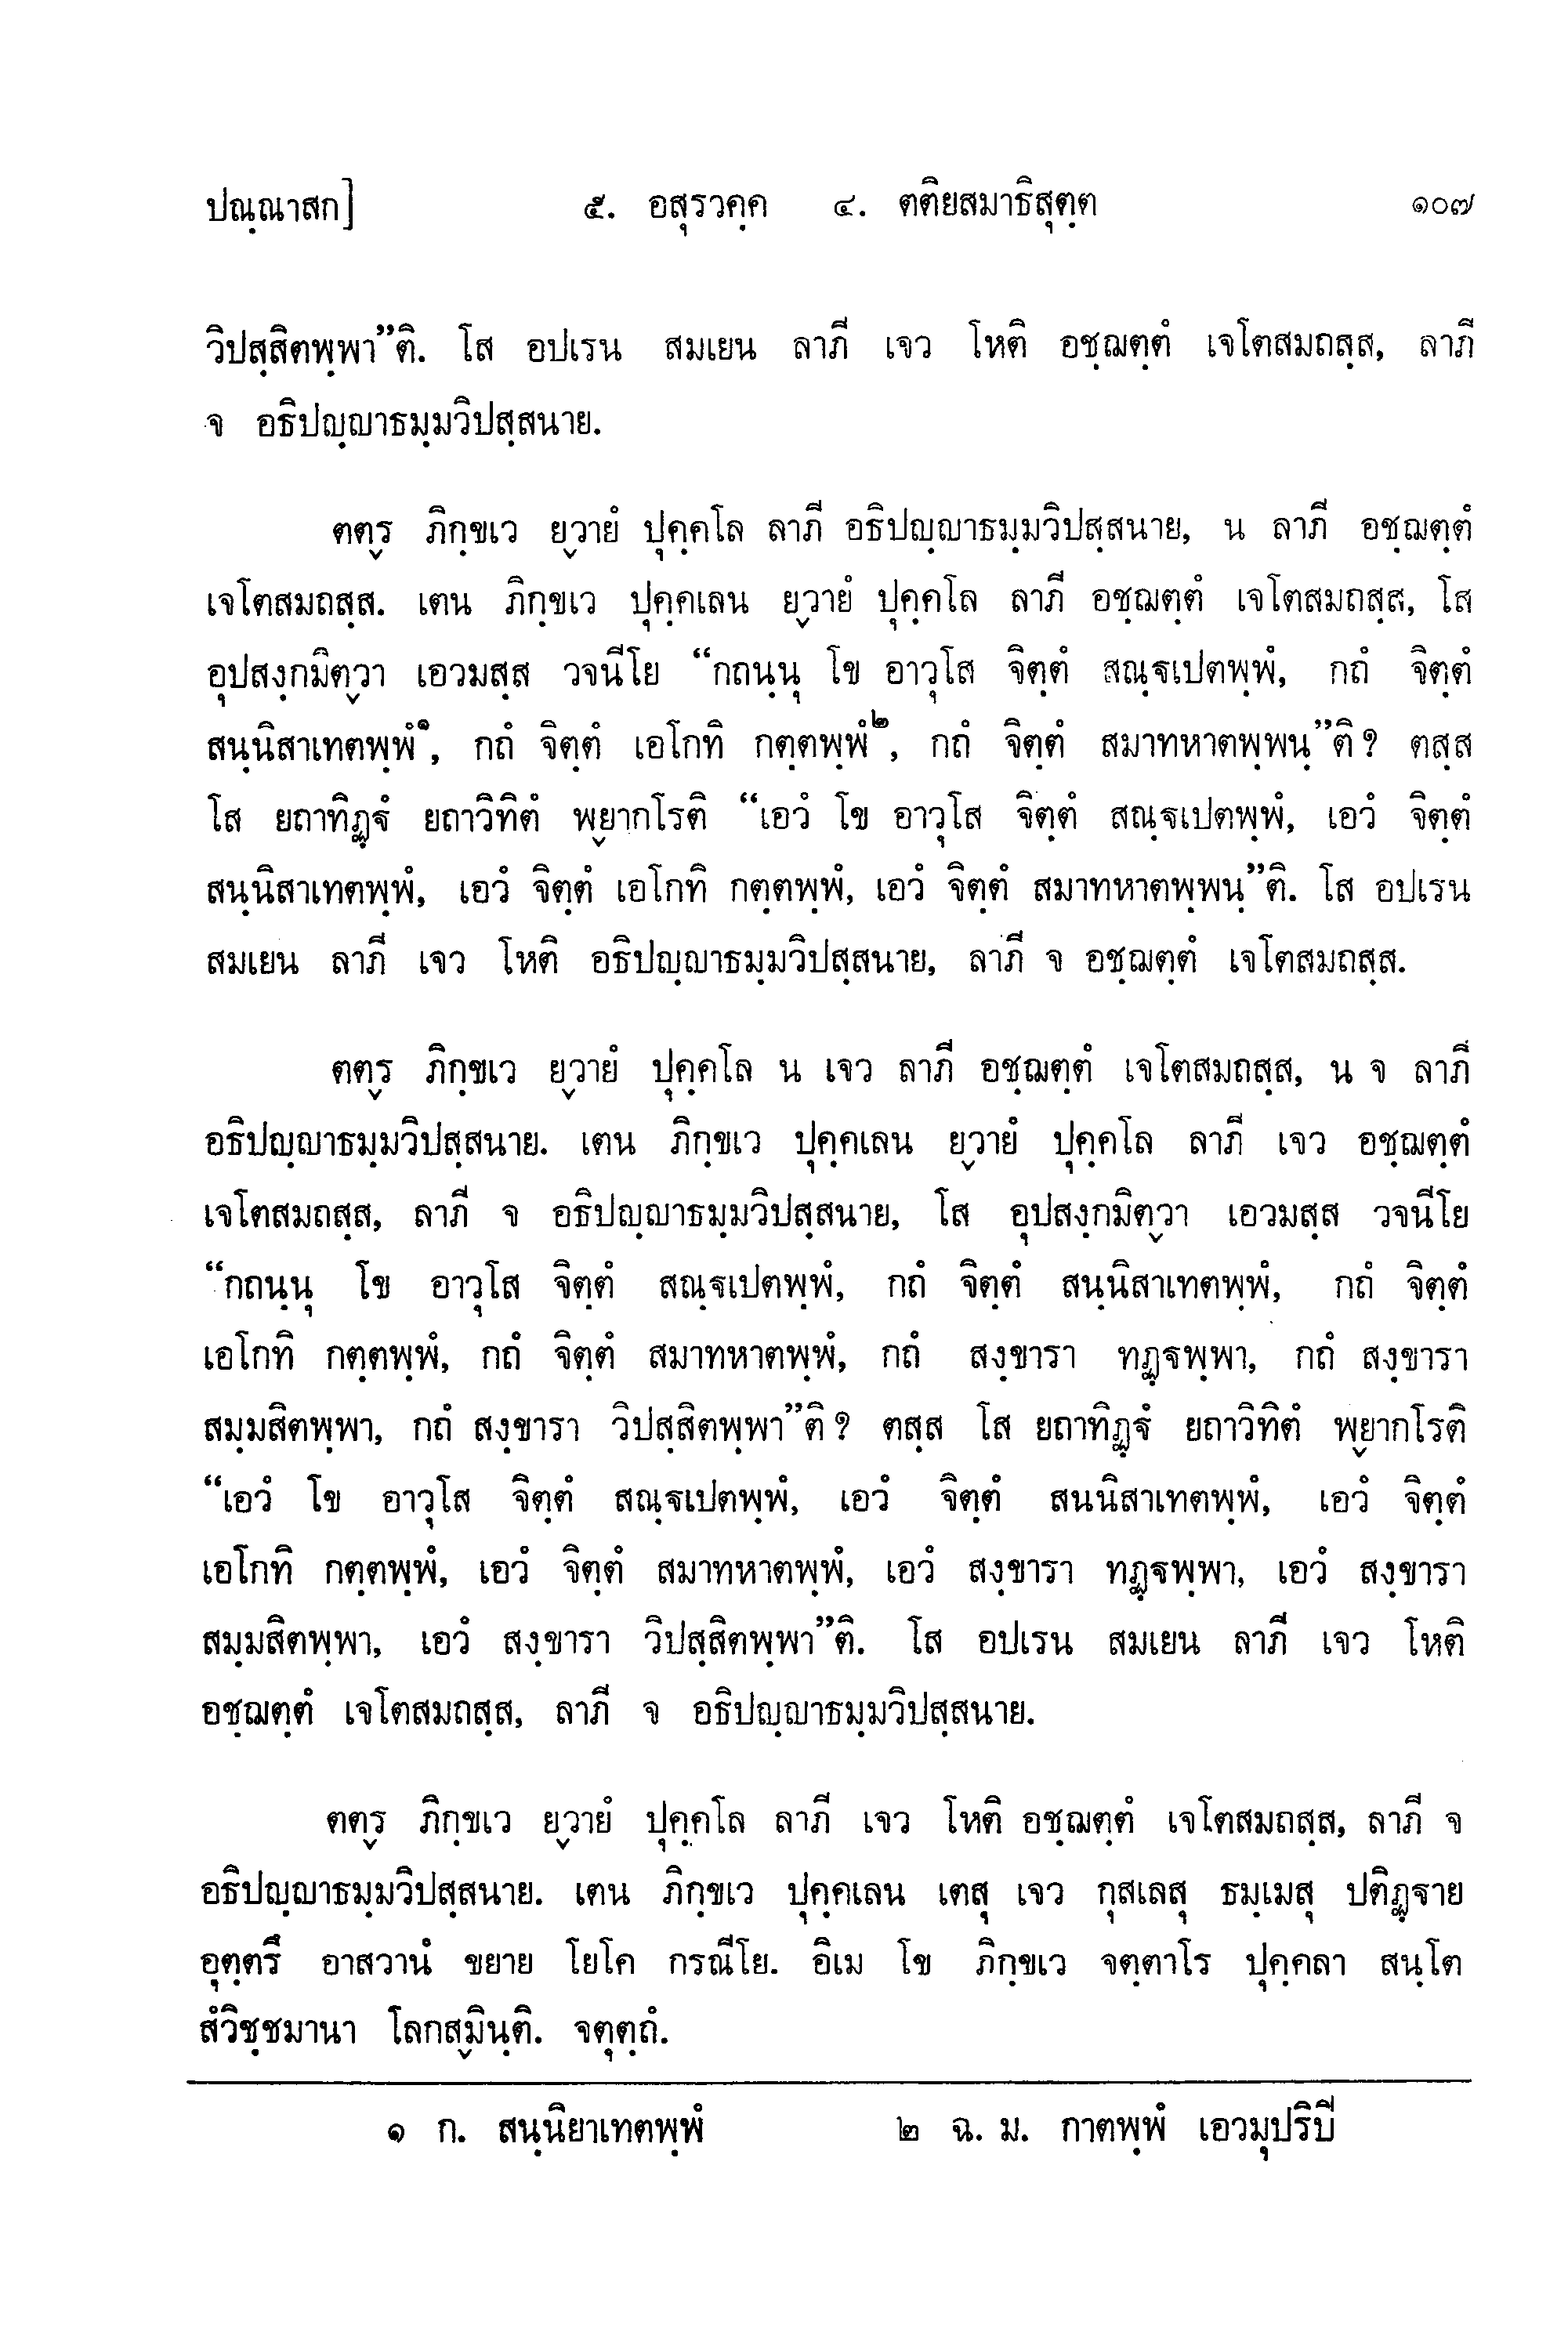 ปณฺณาสก] ๕. อสุรวคฺค ๔. ตติยสมาธิสุตฺต ๑๐๗
วิปสฺสิตพฺพา”ติ. โส อปเรน สมเยน ลาภี เจว โหติ อชฺฌตฺตํ เจโตสมถสฺส, ลาภี
จ อธิปญฺญาธมฺมวิปสฺสนาย.
ตตฺร ภิกฺขเว ยฺวายํ ปุคฺคโล ลาภี อธิปญฺญาธมฺมวิปสฺสนาย, น ลาภี อชฺฌตฺตํ
เจโตสมถสฺส. เตน ภิกฺขเว ปุคฺคเลน ยฺวายํ ปุคฺคโล ลาภี อชฺฌตฺตํ เจโตสมถสฺส, โส
อุปสงฺกมิตฺวา เอวมสฺส วจนีโย “กถนฺนุ โข อาวุโส จิตฺตํ สณฺฐเปตพฺพํ, กถํ จิตฺตํ
สนฺนิสาเทตพฺพํ๑, กถํ จิตฺตํ เอโกทิ กตฺตพฺพํ๒, กถํ จิตฺตํ สมาทหาตพฺพนฺ”ติ ? ตสฺส
โส ยถาทิฏฺฐํ ยถาวิทิตํ พฺยากโรติ “เอวํ โข อาวุโส จิตฺตํ สณฺฐเปตพฺพํ, เอวํ จิตฺตํ
สนฺนิสาเทตพฺพํ, เอวํ จิตฺตํ เอโกทิ กตฺตพฺพํ, เอวํ จิตฺตํ สมาทหาตพฺพนฺ”ติ. โส อปเรน
สมเยน ลาภี เจว โหติ อธิปญฺญาธมฺมวิปสฺสนาย, ลาภี จ อชฺฌตฺตํ เจโตสมถสฺส.
ตตฺร ภิกฺขเว ยฺวายํ ปุคฺคโล น เจว ลาภี อชฺฌตฺตํ เจโตสมถสฺส, น จ ลาภี
อธิปญฺญาธมฺมวิปสฺสนาย. เตน ภิกฺขเว ปุคฺคเลน ยฺวายํ ปุคฺคโล ลาภี เจว อชฺฌตฺตํ
เจโตสมถสฺส, ลาภี จ อธิปญฺญาธมฺมวิปสฺสนาย, โส อุปสงฺกมิตฺวา เอวมสฺส วจนีโย
“กถนฺนุ โข อาวุโส จิตฺตํ สณฺฐเปตพฺพํ, กถํ จิตฺตํ สนฺนิสาเทตพฺพํ, กถํ จิตฺตํ
เอโกทิ กตฺตพฺพํ, กถํ จิตฺตํ สมาทหาตพฺพํ, กถํ สงฺขารา ทฏฺฐพฺพา, กถํ สงฺขารา
สมฺมสิตพฺพา, กถํ สงฺขารา วิปสฺสิตพฺพา”ติ ? ตสฺส โส ยถาทิฏฺฐํ ยถาวิทิตํ พฺยากโรติ
“เอวํ โข อาวุโส จิตฺตํ สณฺฐเปตพฺพํ, เอวํ จิตฺตํ สนนิสาเทตพฺพํ, เอวํ จิตฺตํ
เอโกทิ กตฺตพฺพํ, เอวํ จิตฺตํ สมาทหาตพฺพํ, เอวํ สงฺขารา ทฏฺฐพฺพา, เอวํ สงฺขารา
สมฺมสิตพฺพา, เอวํ สงฺขารา วิปสฺสิตพฺพา”ติ. โส อปเรน สมเยน ลาภี เจว โหติ
อชฺฌตฺตํ เจโตสมถสฺส, ลาภี จ อธิปญฺญาธมฺมวิปสฺสนาย.
ตตฺร ภิกฺขเว ยฺวายํ ปุคฺคโล ลาภี เจว โหติ อชฺฌตฺตํ เจโตสมถสฺส, ลาภี จ
อธิปญฺญาธมฺมวิปสฺสนาย. เตน ภิกฺขเว ปุคฺคเลน เตสุ เจว กุสเลสุ ธมฺเมสุ ปติฏฺฐาย
อุตฺตรึ อาสวานํ ขยาย โยโค กรณีโย. อิเม โข ภิกฺขเว จตฺตาโร ปุคฺคลา สนฺโต
สํวิชฺชมานา โลกสฺมินฺติ. จตุตฺถํ.
๑ ก. สนฺนิยาเทตพฺพํ ๒ ฉ. ม. กาตพฺพํ เอวมุปริปี